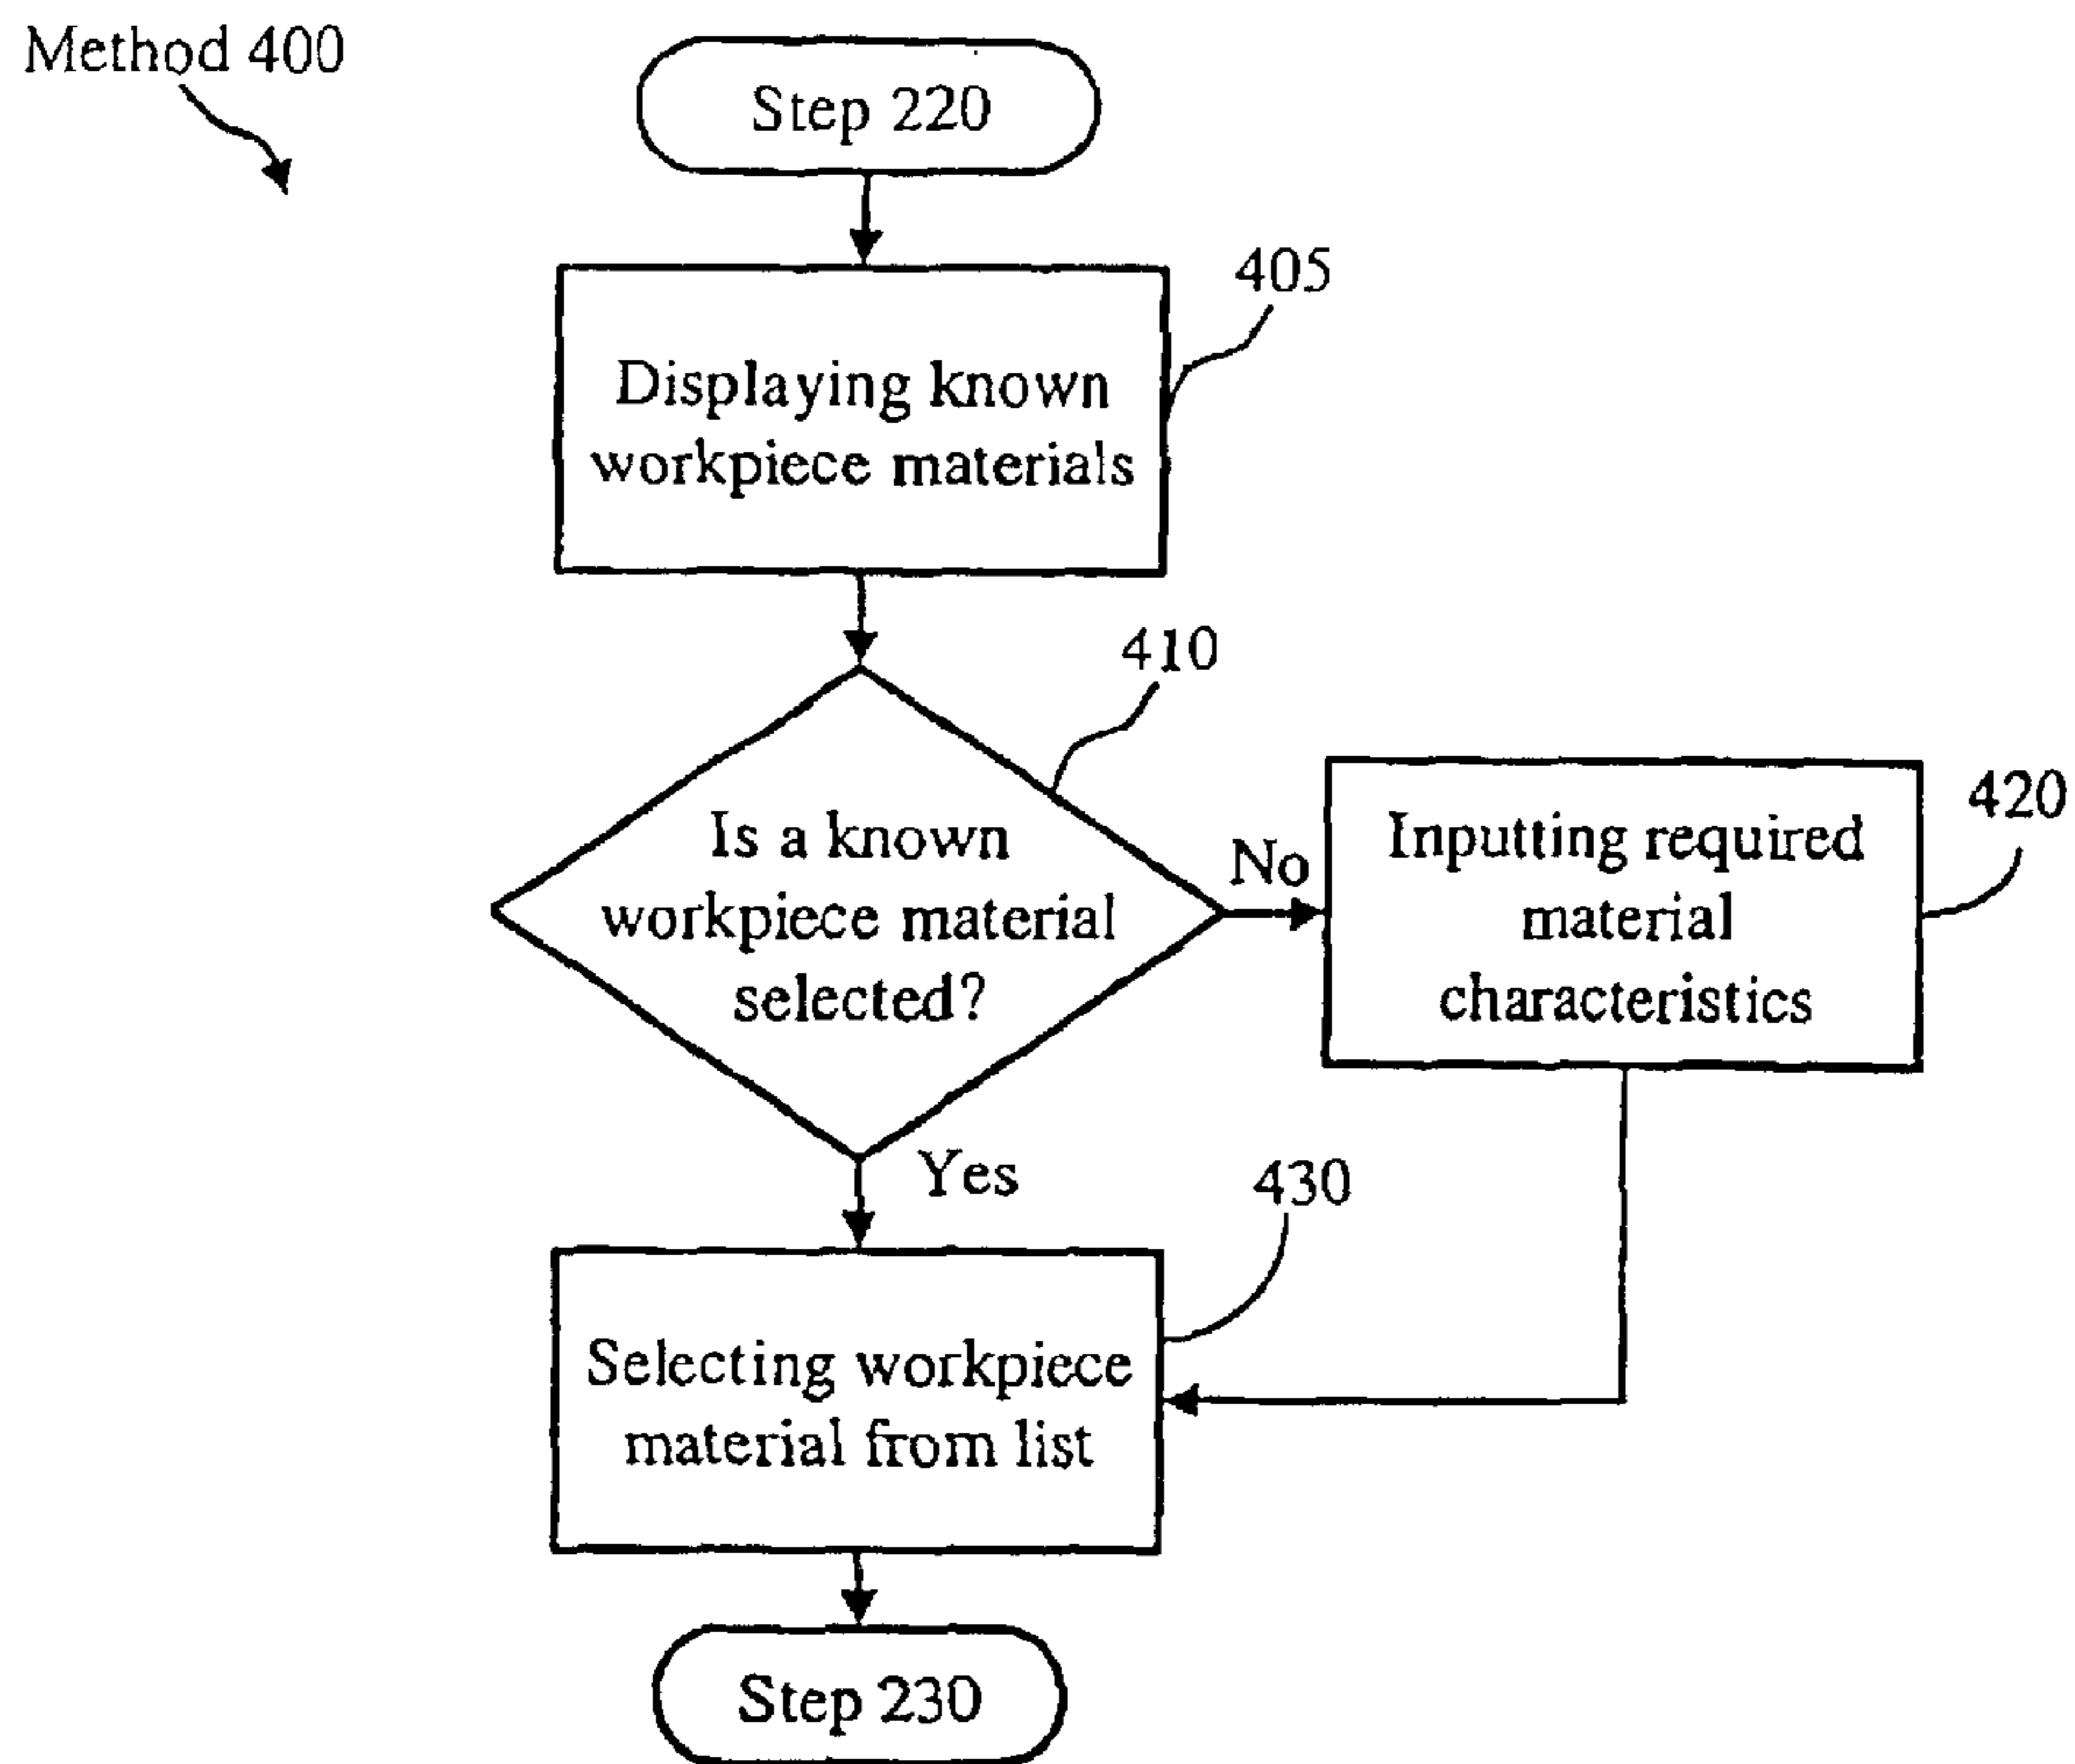 Method 400
Step 220
405
Displaying known
workpiece materials
410
Is a known
workpiece material
selected?
No
420
Inputting required
material
characteristics
Yes
430
Selecting workpiece
material from list
Step 230